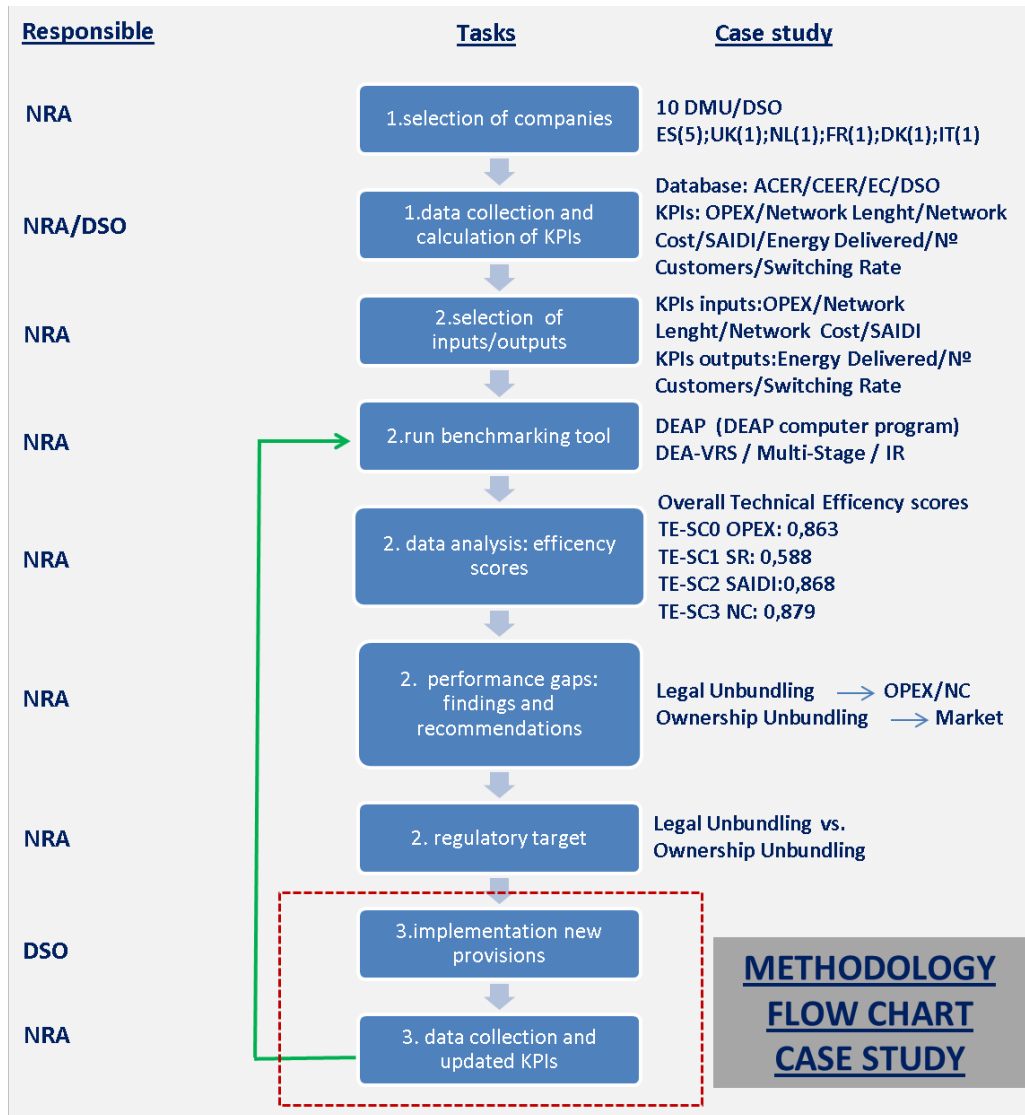 Responsible Tasks Case study
NRA
1.selection of companies
10 DMU/DSO
ES(5);UK(1);NL(1);FR(1);DK(1);IT(1)
NRA/DSO
1.data collection and
calculation of KPIs
Database: ACER/CEER/EC/DSO
KPIs: OPEX/Network Lenght/Network
Cost/SAIDI/Energy Delivered/Nº
Customers/Switching Rate
NRA
2.selection of
inputs/outputs
KPIs inputs:OPEX/Network
Lenght/Network Cost/SAIDI
KPIs outputs:Energy Delivered/Nº
Customers/Switching Rate
NRA
2.run benchmarking tool
DEAP (DEAP computer program)
DEA-VRS / Multi-Stage / IR
NRA
2. data analysis: efficency
scores
Overall Technical Efficency scores
TE-SC0 OPEX: 0,863
TE-SC1 SR: 0,588
TE-SC2 SAIDI:0,868
TE-SC3 NC: 0,879
NRA
2. performance gaps:
findings and
recommendations
Legal Unbundling → OPEX/NC
Ownership Unbundling → Market
NRA
2. regulatory target
Legal Unbundling vs.
Ownership Unbundling
DSO
3.implementation new
provisions
NRA
3. data collection and
updated KPIs
METHODOLOGY
FLOW CHART
CASE STUDY